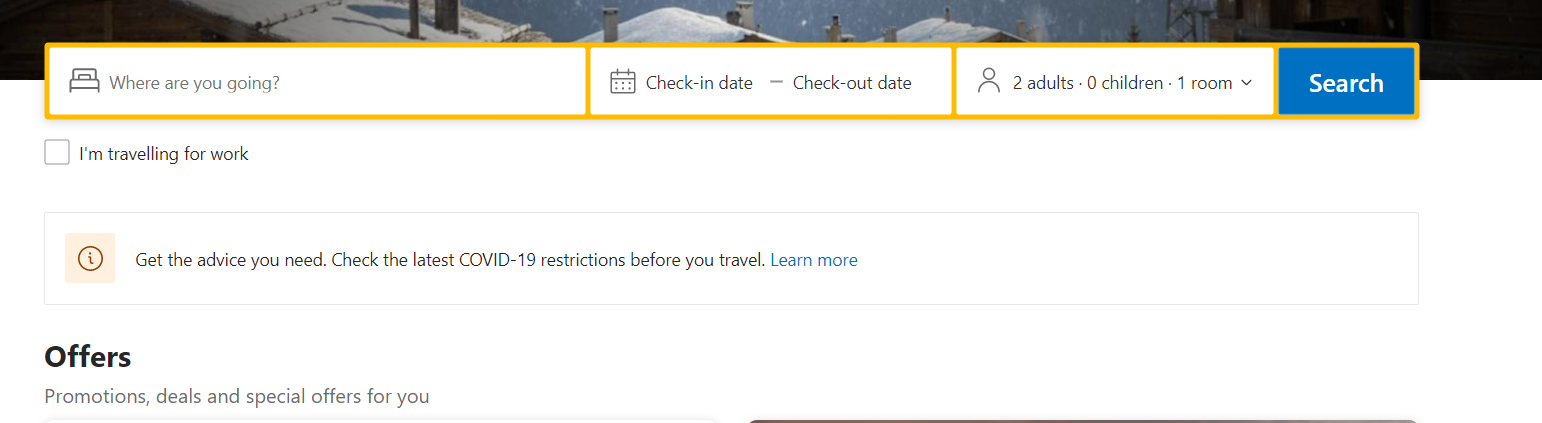 Where are you going?
Check-in date — Check-out date
2 adults · 0 children · 1 room
Search
I'm travelling for work
Get the advice you need. Check the latest COVID-19 restrictions before you travel. Learn more
Offers
Promotions, deals and special offers for you